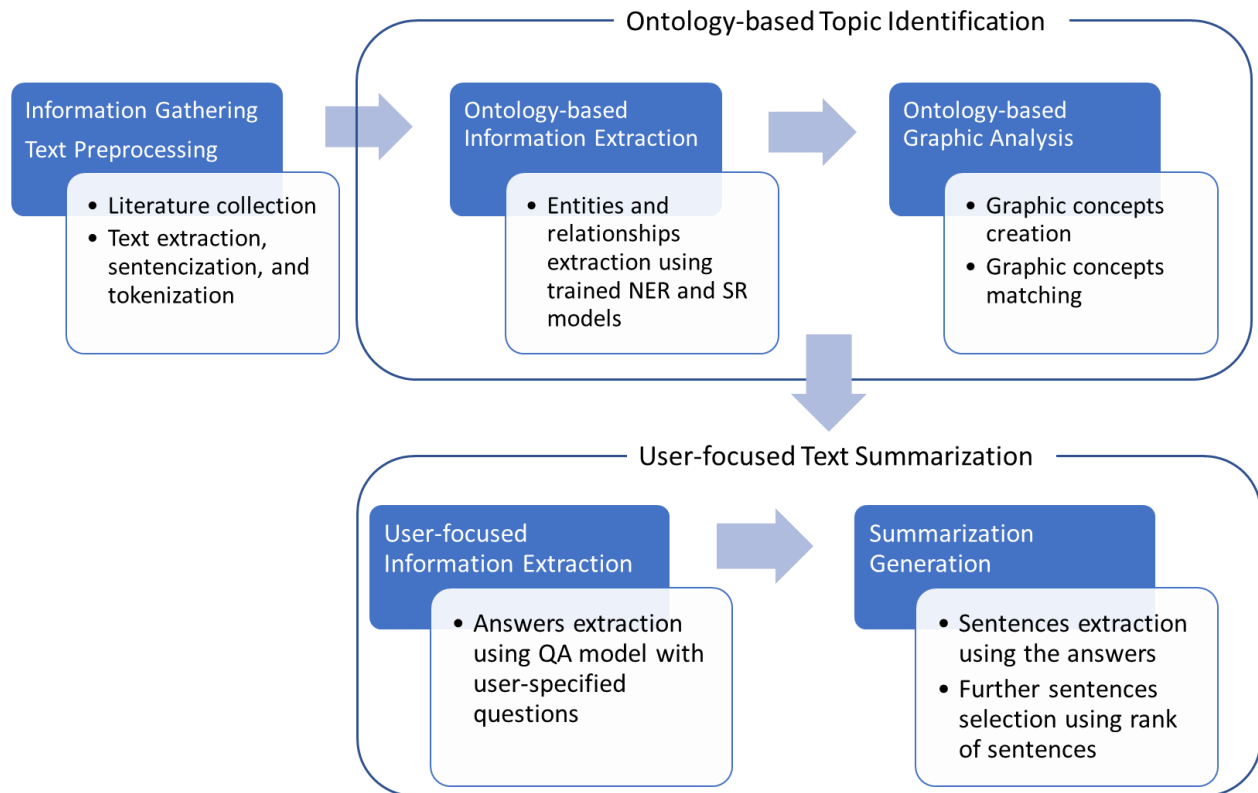 Ontology-based Topic Identification
Information Gathering
Text Preprocessing
• Literature collection
• Text extraction,
sentencization, and
tokenization
Ontology-based
Information Extraction
• Entities and
relationships
extraction using
trained NER and SR
models
Ontology-based
Graphic Analysis
• Graphic concepts
creation
• Graphic concepts
matching
User-focused Text Summarization
User-focused
Information Extraction
• Answers extraction
using QA model with
user-specified
questions
Summarization
Generation
• Sentences extraction
using the answers
• Further sentences
selection using rank
of sentences